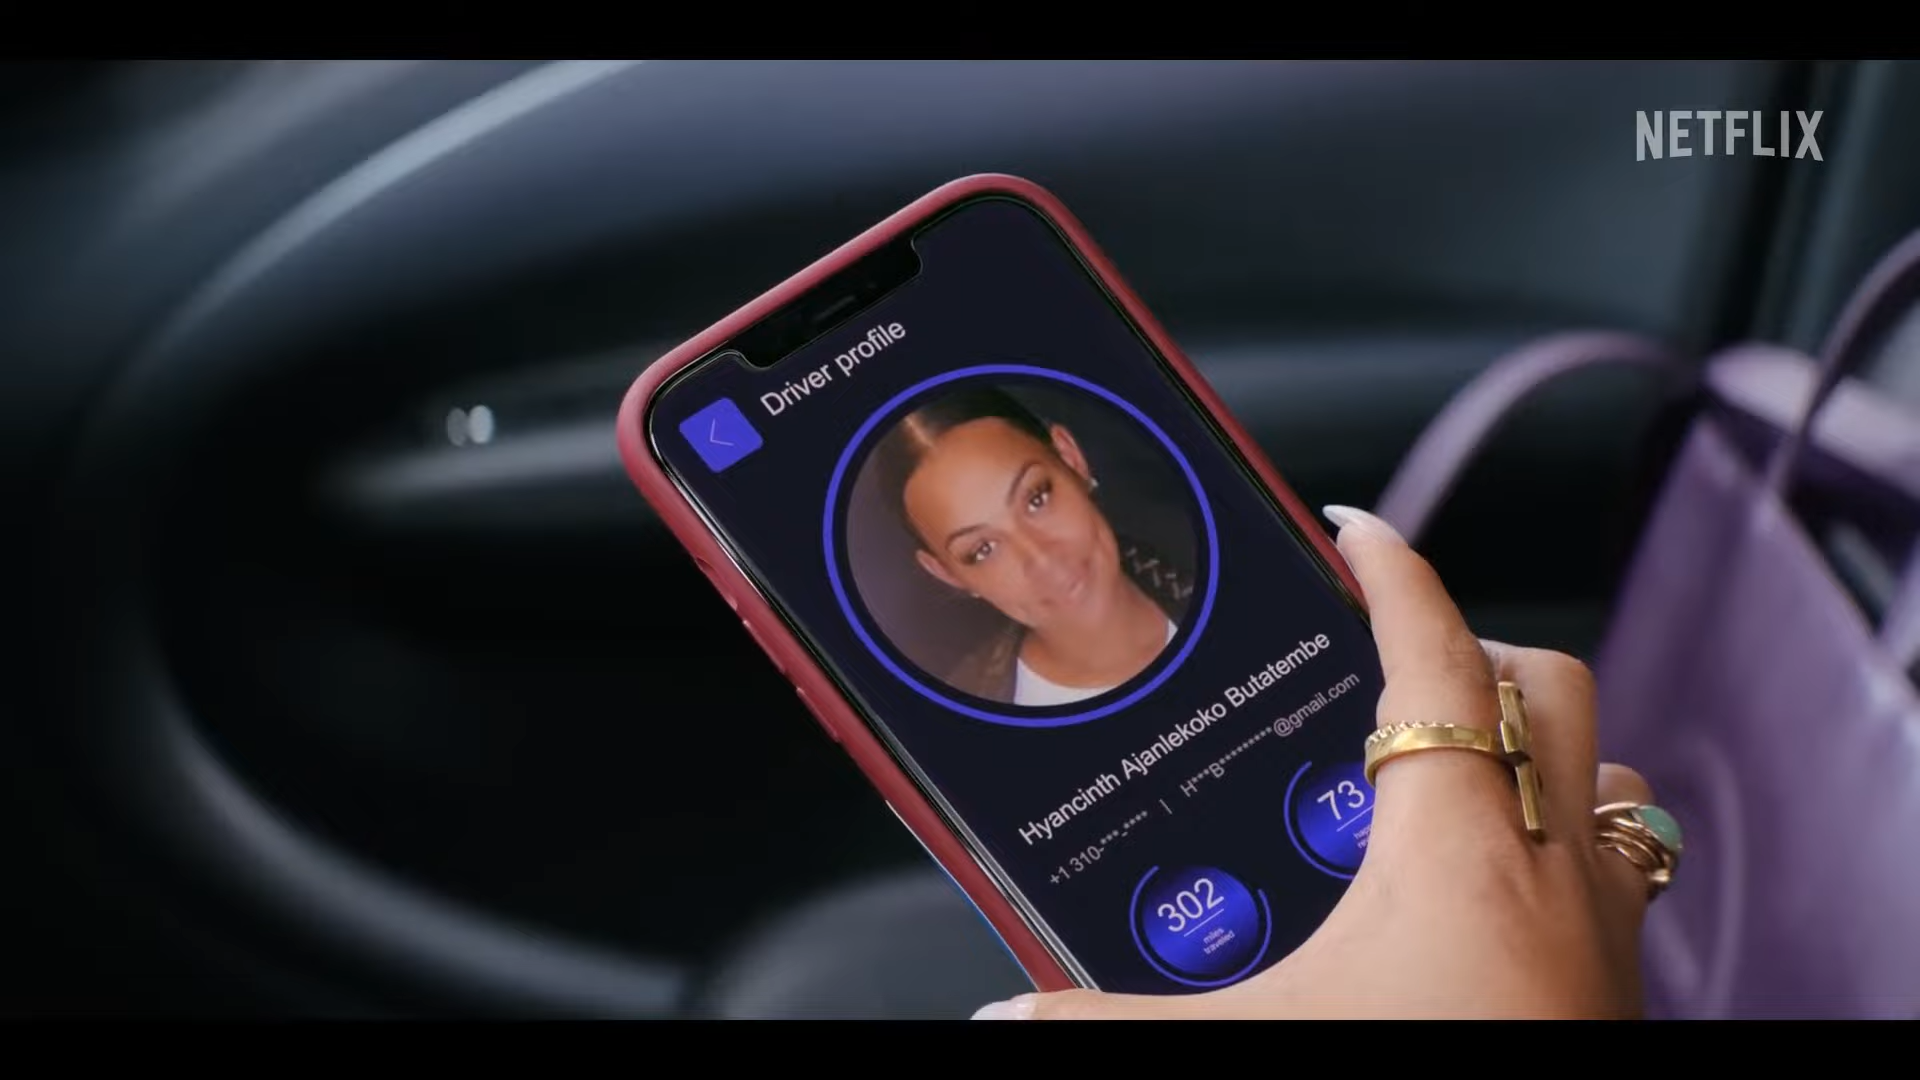 NETFLIX
Driver profile
Hyancinth Ajanlekoko Butatembe
+1 310-***-**** | H***B*********@gmail.com
73
302
miles
traveled